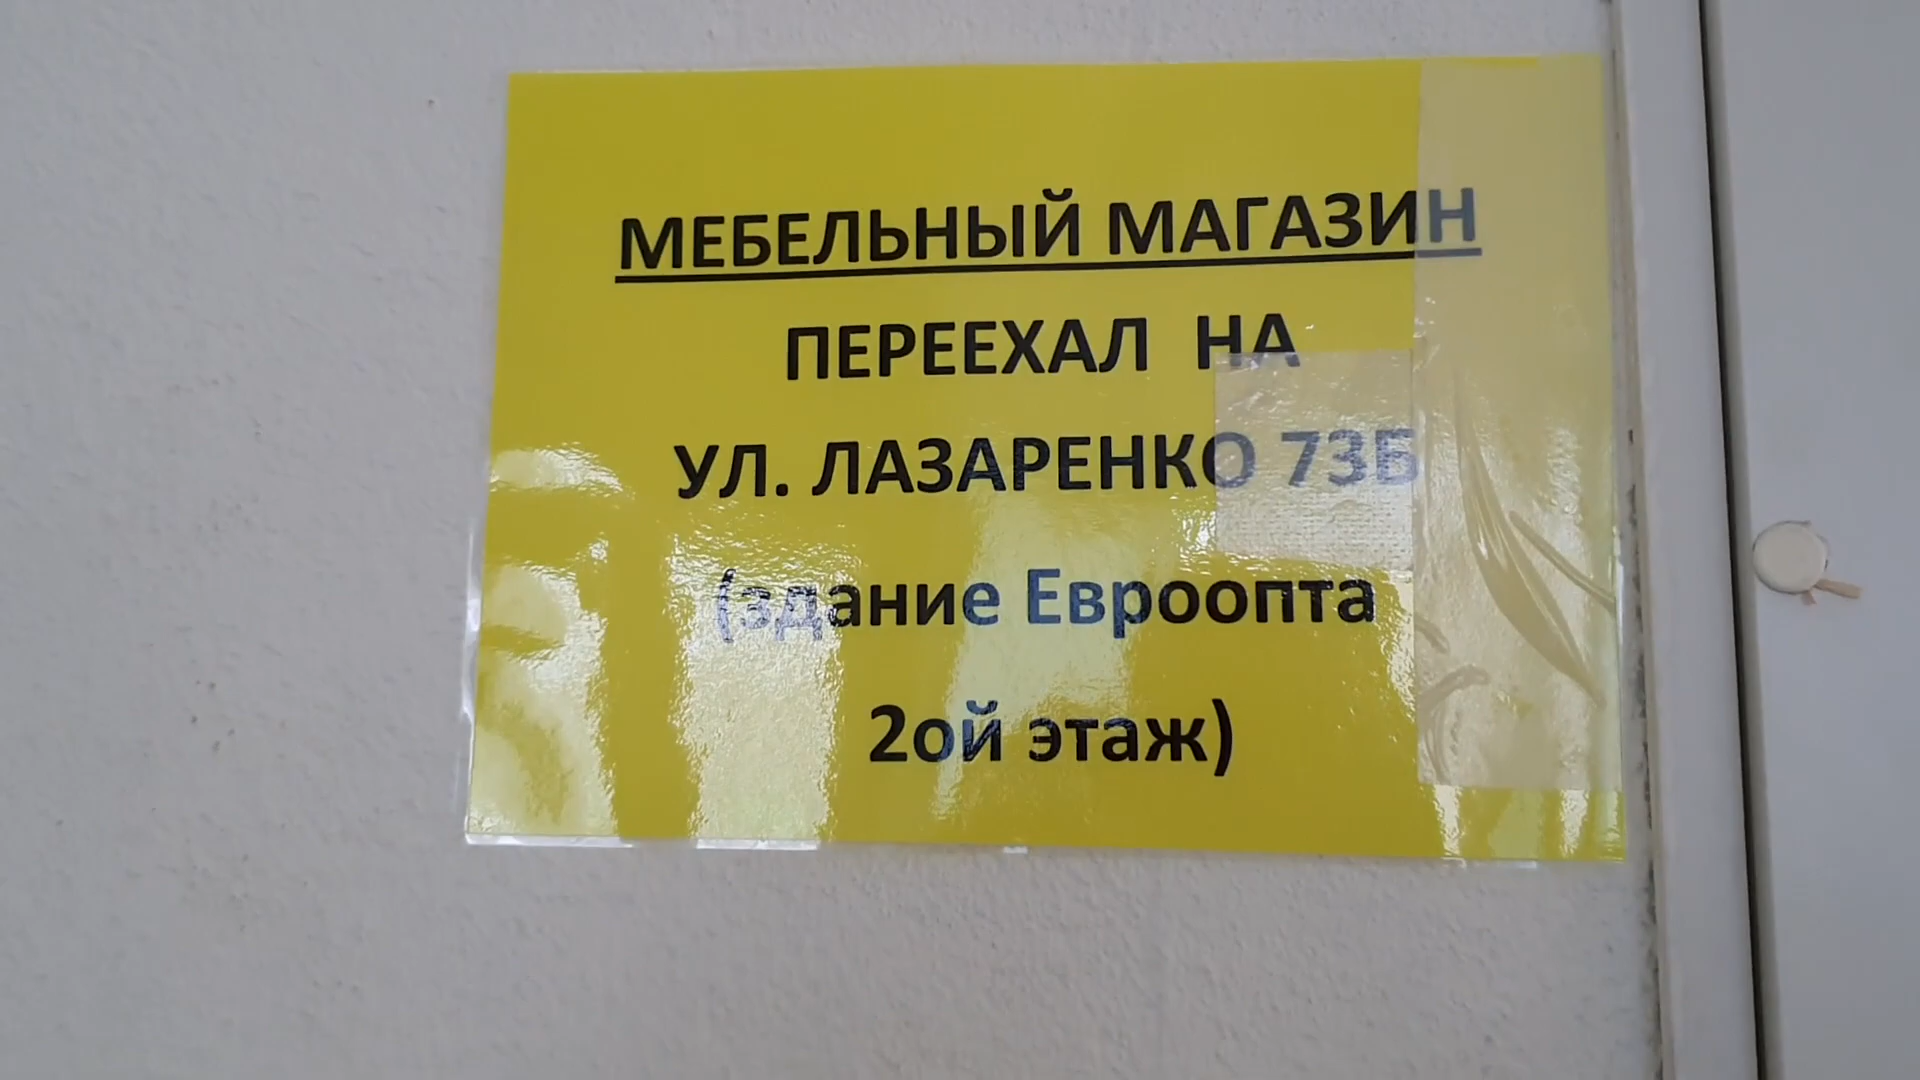 МЕБЕЛЬНЫЙ МАГАЗИН
ПЕРЕЕХАЛ НА
УЛ. ЛАЗАРЕНКО 73Б
(здание Евроопта
2ой этаж)